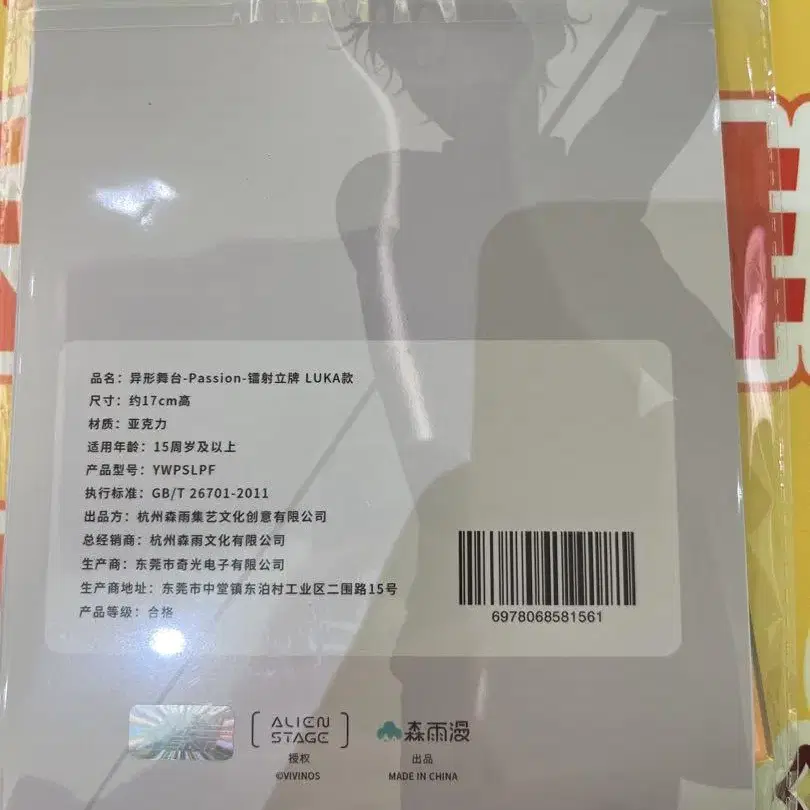 品名：异形舞台-Passion-镭射立牌 LUKA款
尺寸：约17cm高
材质：亚克力
适用年龄：15周岁及以上
产品型号：YWPSLPF
执行标准：GB/T 26701-2011
出品方：杭州森雨集艺文化创意有限公司
总经销商：杭州森雨文化有限公司
生产商：东莞市奇光电子有限公司
生产商地址：东莞市中堂镇东泊村工业区二围路15号
产品等级：合格
6978068581561
ALIEN STAGE
授权
©VIVINOS
森雨漫
出品
MADE IN CHINA